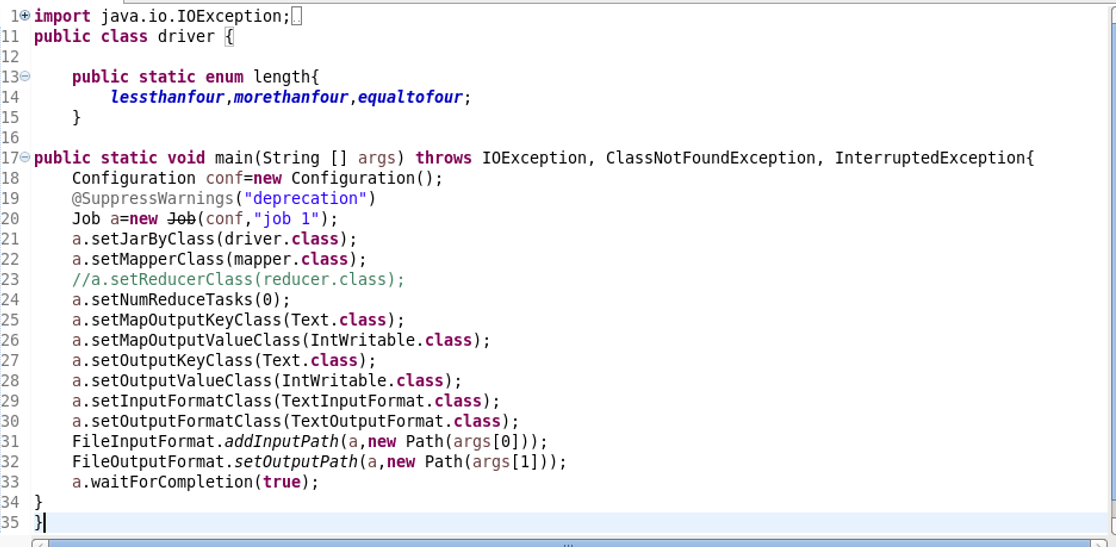 1 import java.io.IOException;
11 public class driver {
12
13     public static enum length{
14         lessthanfour,morethanfour,equaltofour;
15     }
16
17 public static void main(String [] args) throws IOException, ClassNotFoundException, InterruptedException{
18     Configuration conf=new Configuration();
19     @SuppressWarnings("deprecation")
20     Job a=new Job(conf,"job 1");
21     a.setJarByClass(driver.class);
22     a.setMapperClass(mapper.class);
23     //a.setReducerClass(reducer.class);
24     a.setNumReduceTasks(0);
25     a.setMapOutputKeyClass(Text.class);
26     a.setMapOutputValueClass(IntWritable.class);
27     a.setOutputKeyClass(Text.class);
28     a.setOutputValueClass(IntWritable.class);
29     a.setInputFormatClass(TextInputFormat.class);
30     a.setOutputFormatClass(TextOutputFormat.class);
31     FileInputFormat.addInputPath(a,new Path(args[0]));
32     FileOutputFormat.setOutputPath(a,new Path(args[1]));
33     a.waitForCompletion(true);
34 }
35 }